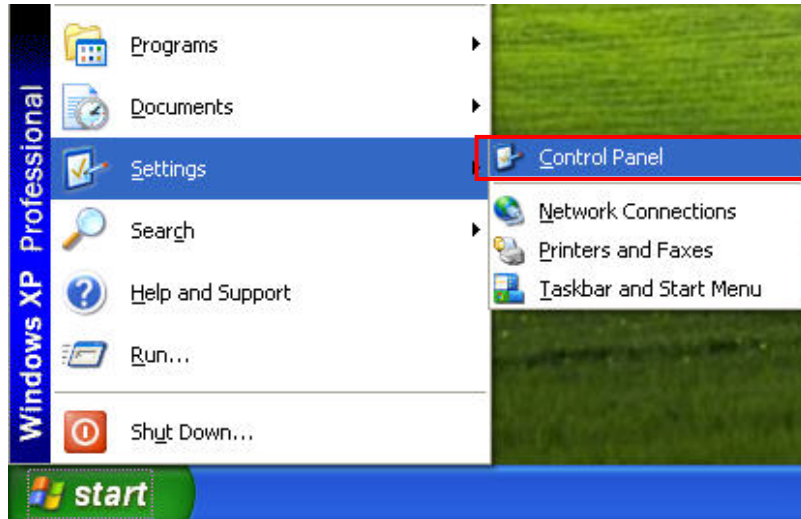 Windows XP Professional
Programs
Documents
Settings
Search
Help and Support
Run...
Shut Down...
Control Panel
Network Connections
Printers and Faxes
Taskbar and Start Menu
start